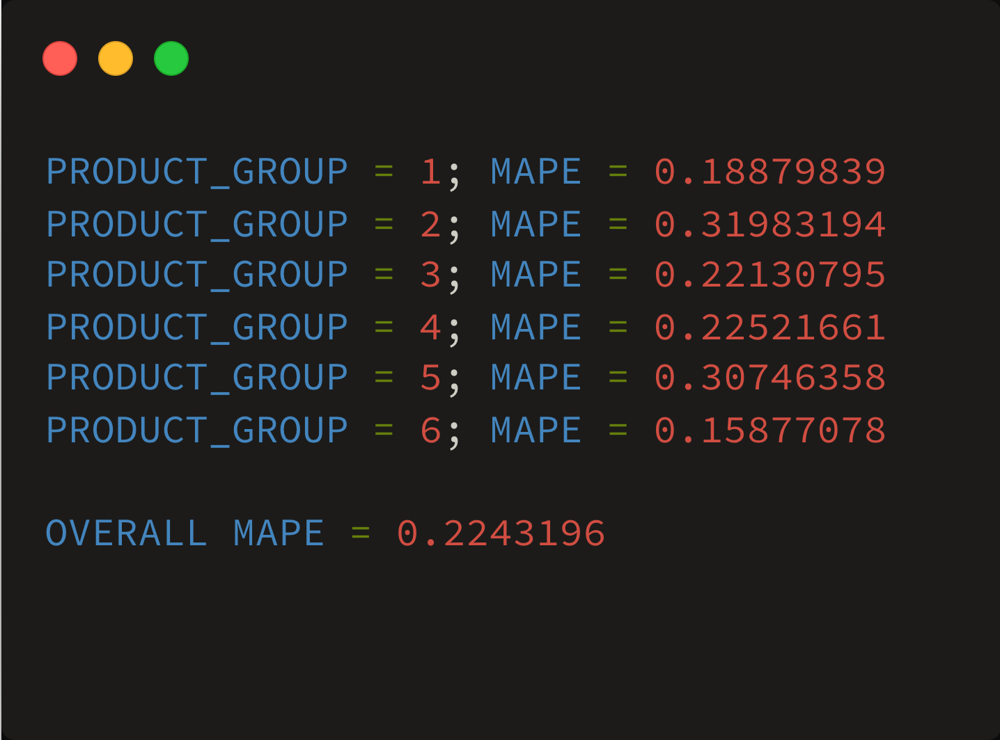 PRODUCT_GROUP = 1; MAPE = 0.18879839
PRODUCT_GROUP = 2; MAPE = 0.31983194
PRODUCT_GROUP = 3; MAPE = 0.22130795
PRODUCT_GROUP = 4; MAPE = 0.22521661
PRODUCT_GROUP = 5; MAPE = 0.30746358
PRODUCT_GROUP = 6; MAPE = 0.15877078
OVERALL MAPE = 0.2243196